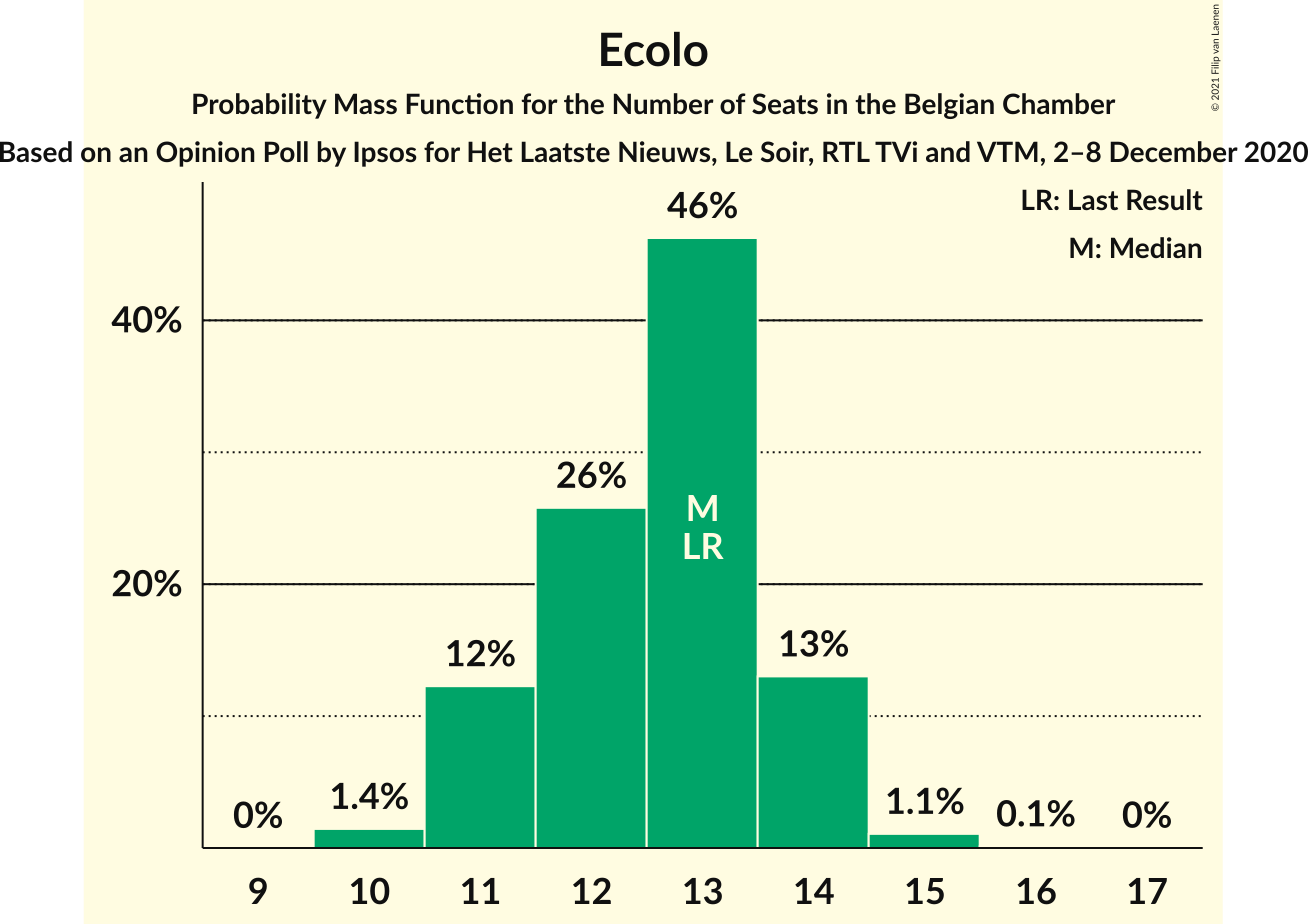 Ecolo
Probability Mass Function for the Number of Seats in the Belgian Chamber
Based on an Opinion Poll by Ipsos for Het Laatste Nieuws, Le Soir, RTL TVi and VTM, 2–8 December 2020
© 2021 Filip van Laenen
LR: Last Result
M: Median
46%
40%
26%
M
LR
20%
12%
13%
0%
1.4%
1.1%
0.1%
0%
9 10 11 12 13 14 15 16 17